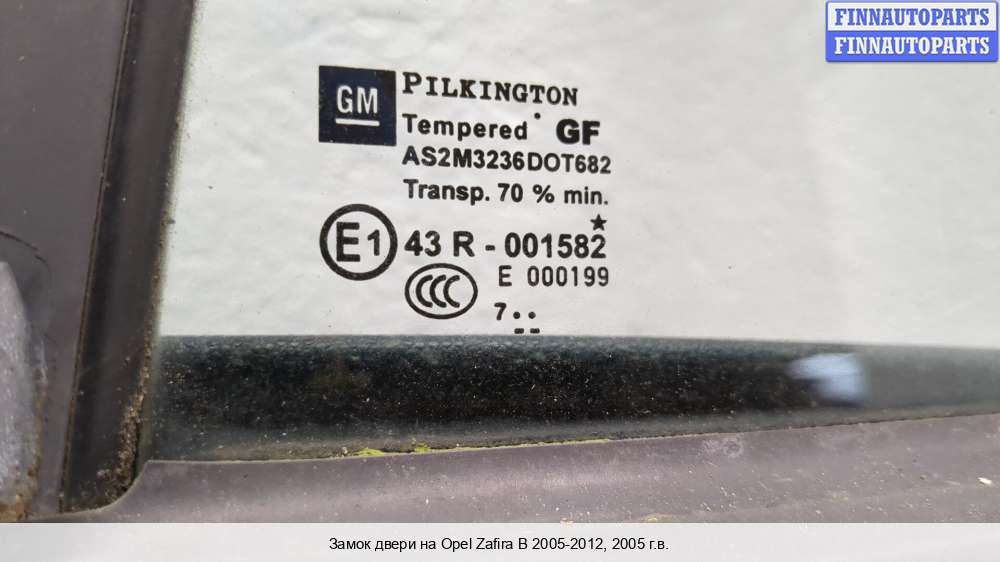 FINNAUTOPARTS
FINNAUTOPARTS
GM
PILKINGTON
Tempered GF
AS2M3236DOT682
Transp. 70 % min.
E1 43 R - 001582
CCC
E 000199
7..
Замок двери на Opel Zafira B 2005-2012, 2005 г.в.